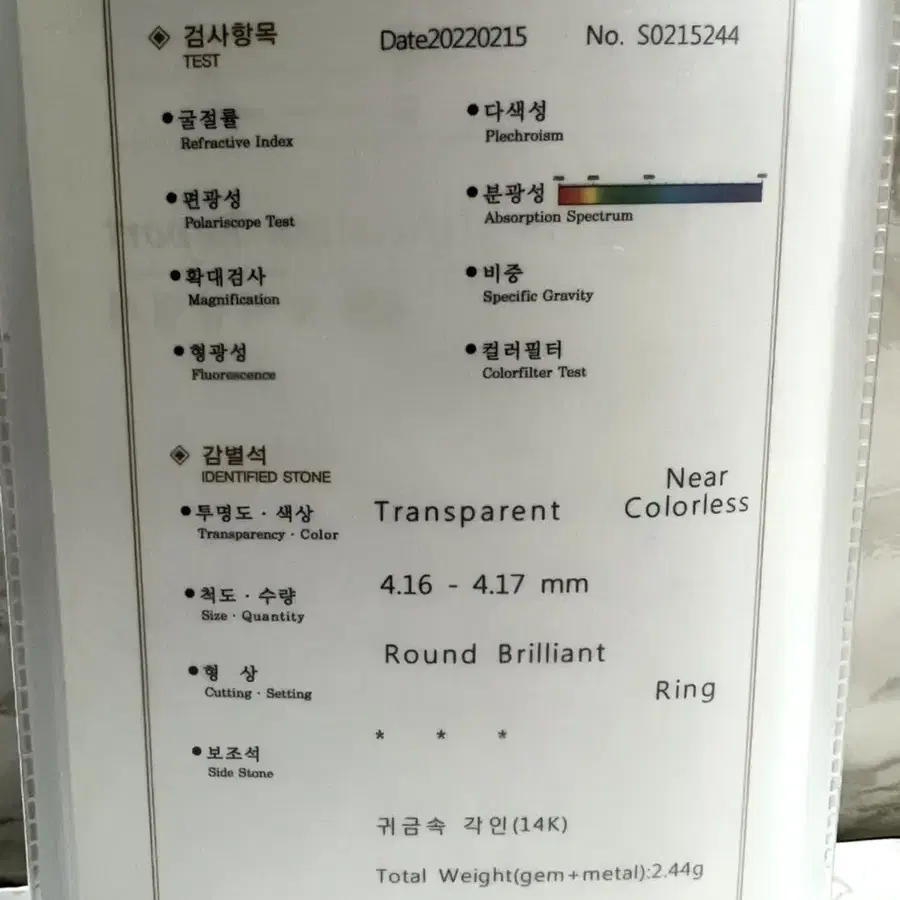 검사항목 Date20220215 No. S0215244
TEST
굴절률
Refractive Index
다색성
Plechroism
편광성
Polariscope Test
분광성
Absorption Spectrum
확대검사
Magnification
비중
Specific Gravity
형광성
Fluorescence
컬러필터
Colorfilter Test
감별석
IDENTIFIED STONE
투명도 · 색상 Transparent Near Colorless
Transparency · Color
척도 · 수량 4.16 - 4.17 mm
Size · Quantity
형 상 Round Brilliant
Cutting · Setting Ring
보조석 * * *
Side Stone
귀금속 각인(14K)
Total Weight(gem+metal):2.44g